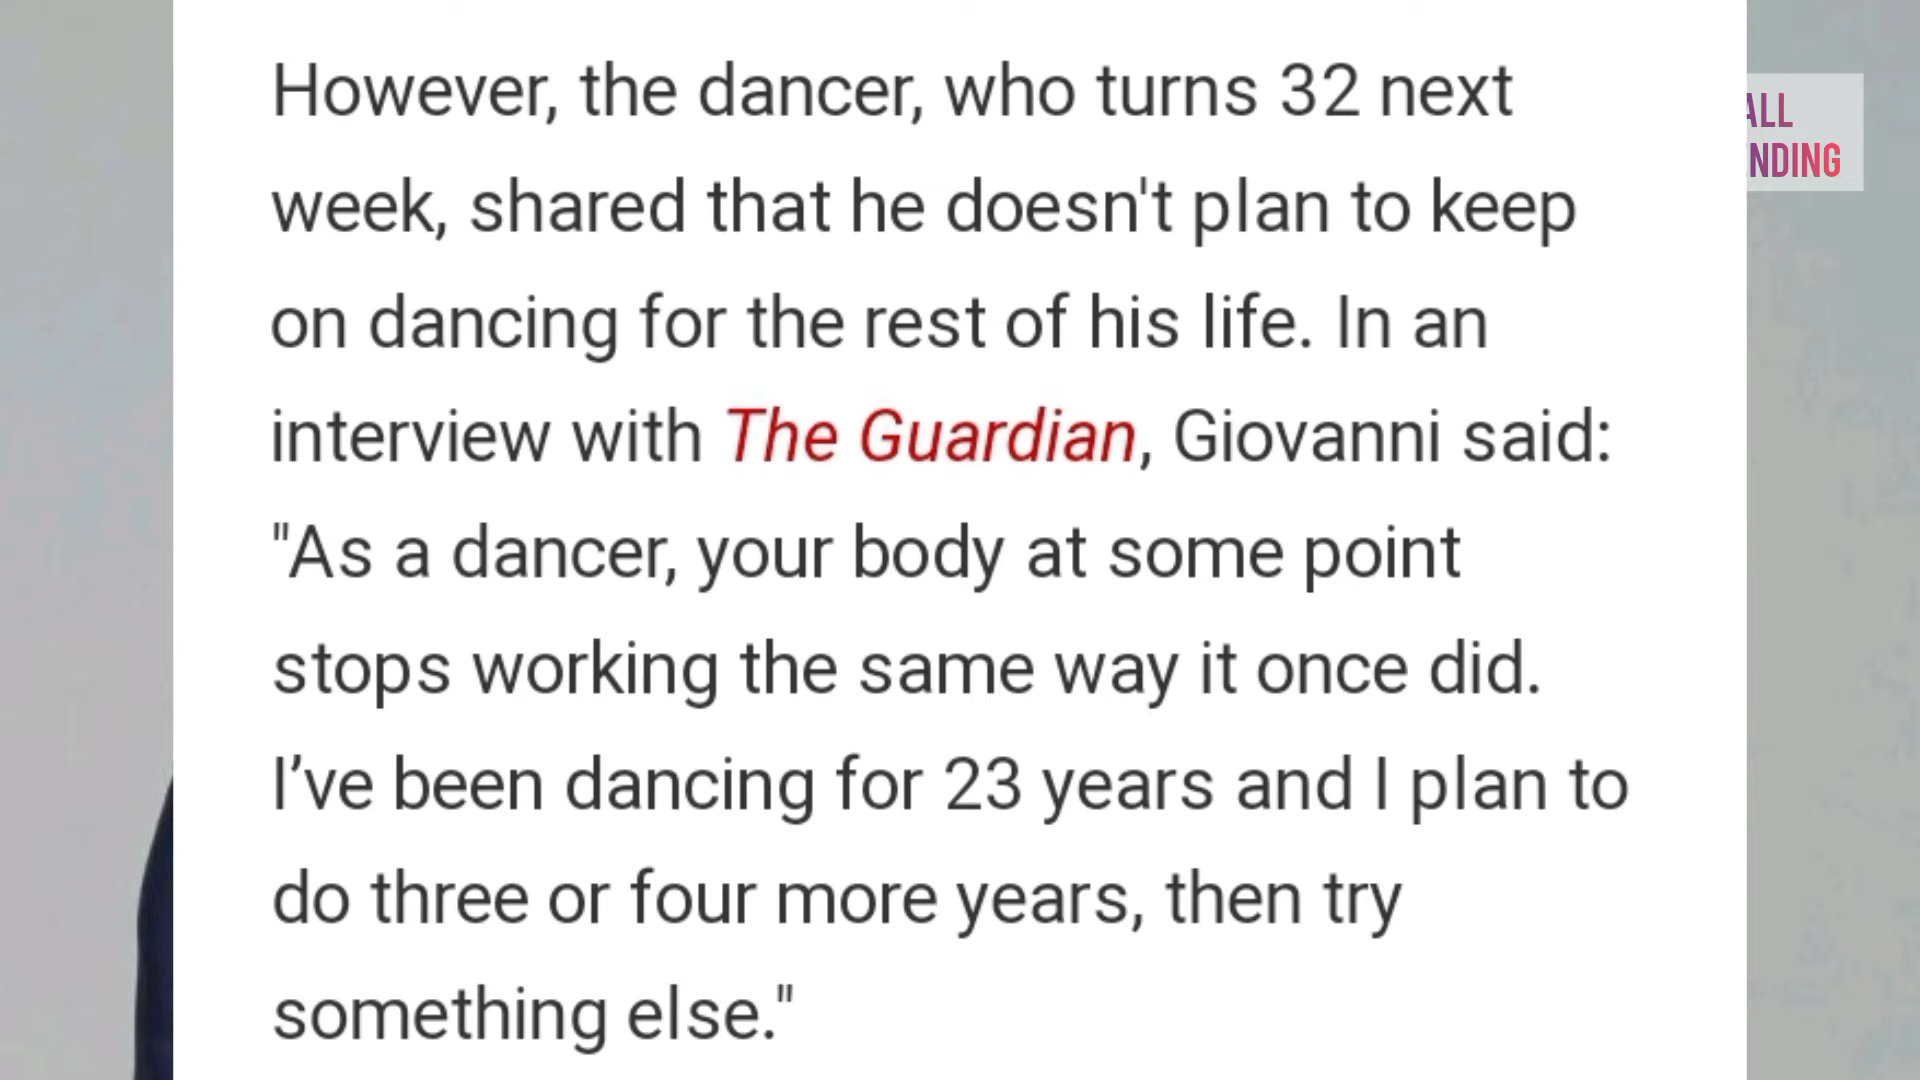 However, the dancer, who turns 32 next
week, shared that he doesn't plan to keep
on dancing for the rest of his life. In an
interview with The Guardian, Giovanni said:
"As a dancer, your body at some point
stops working the same way it once did.
I’ve been dancing for 23 years and I plan to
do three or four more years, then try
something else."
ALL